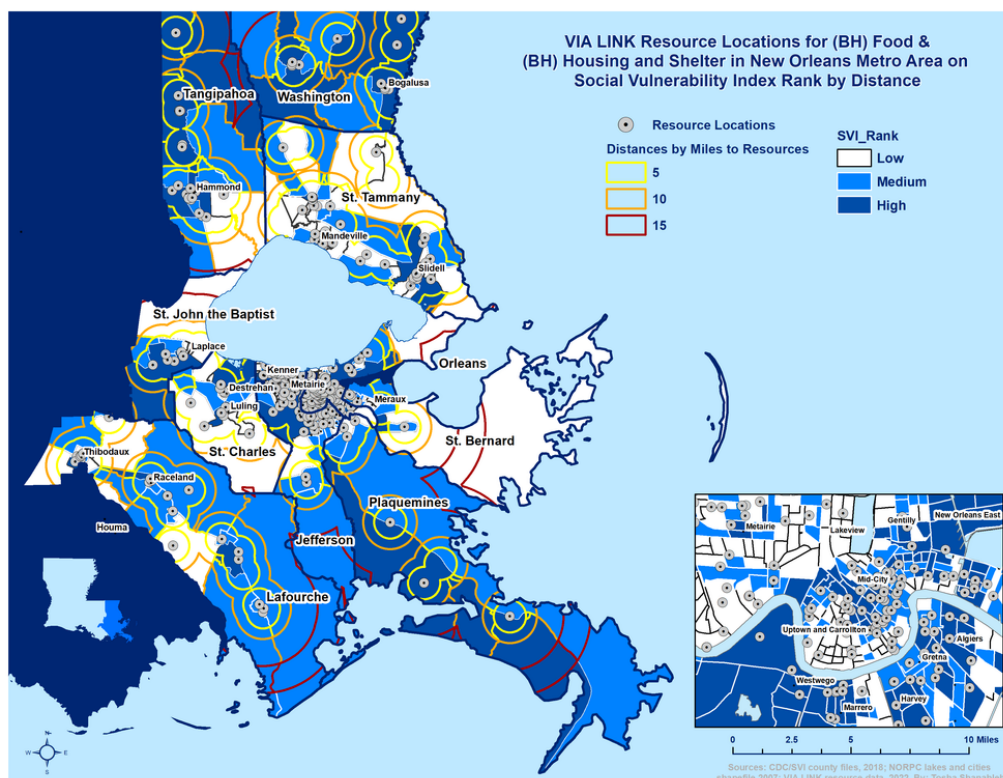 VIA LINK Resource Locations for (BH) Food &
(BH) Housing and Shelter in New Orleans Metro Area on
Social Vulnerability Index Rank by Distance
Resource Locations
Distances by Miles to Resources
5
10
15
SVI_Rank
Low
Medium
High
Tangipahoa
Washington
Bogalusa
Hammond
St. Tammany
Mandeville
Slidell
St. John the Baptist
Laplace
Orleans
Kenner
Metairie
Destrehan
Meraux
Luling
St. Bernard
St. Charles
Thibodaux
Raceland
Plaquemines
Houma
Jefferson
Lafourche
N
W
E
S
New Orleans East
Gentilly
Metairie
Lakeview
Mid-City
Uptown and Carrollton
Algiers
Gretna
Westwego
Harvey
Marrero
0
2.5
5
10 Miles
Sources: CDC/SVI county files, 2018; NORPC lakes and cities